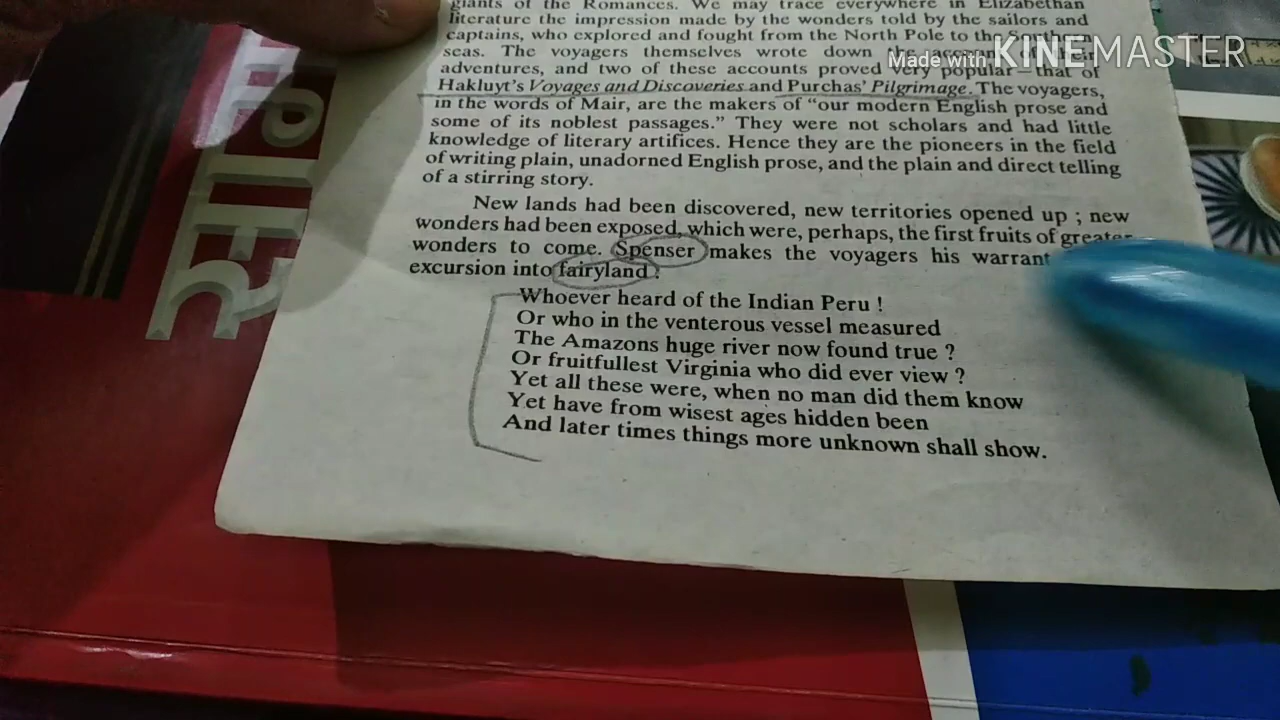 giants of the Romances. We may trace everywhere in Elizabethan
literature the impression made by the wonders told by the sailors and
captains, who explored and fought from the North Pole to the Southern
seas. The voyagers themselves wrote down the
adventures, and two of these accounts proved very popular—that of
Hakluyt's Voyages and Discoveries and Purchas' Pilgrimage. The voyagers,
in the words of Mair, are the makers of "our modern English prose and
some of its noblest passages." They were not scholars and had little
knowledge of literary artifices. Hence they are the pioneers in the field
of writing plain, unadorned English prose, and the plain and direct telling
of a stirring story.
New lands had been discovered, new territories opened up ; new
wonders had been exposed, which were, perhaps, the first fruits of greater
wonders to come. Spenser makes the voyagers his warrant
excursion into fairyland :
Whoever heard of the Indian Peru !
Or who in the venterous vessel measured
The Amazons huge river now found true ?
Or fruitfullest Virginia who did ever view ?
Yet all these were, when no man did them know
Yet have from wisest ages hidden been
And later times things more unknown shall show.
Made with KINEMASTER